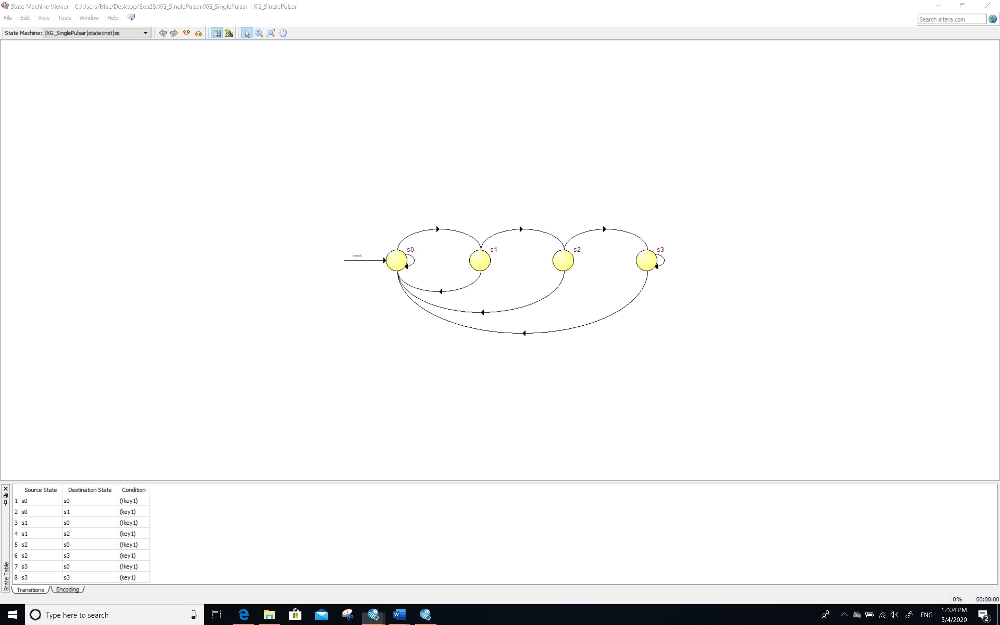 State Machine Viewer - C:/Users/Mac/Desktop/Exp28/XG_SinglePulsar/XG_SinglePulsar - XG_SinglePulsar
File Edit View Tools Window Help
Search altera.com
State Machine: |XG_SinglePulsar|state:inst|ss
s0 s1 s2 s3
reset
Source State Destination State Condition
1 s0 s0 (!key1)
2 s0 s1 (key1)
3 s1 s0 (!key1)
4 s1 s2 (key1)
5 s2 s0 (!key1)
6 s2 s3 (key1)
7 s3 s0 (!key1)
8 s3 s3 (key1)
State Table
Transitions Encoding
0% 00:00:00
Type here to search
ENG
12:04 PM
5/4/2020
2